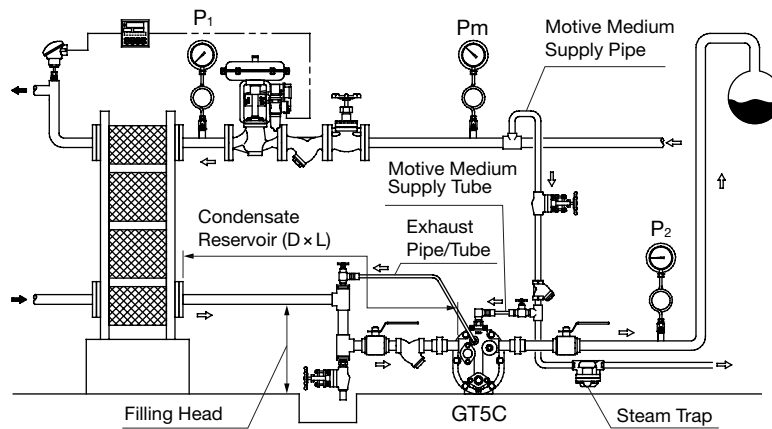 P₁
Pm
Motive Medium
Supply Pipe
Motive Medium
Supply Tube
Condensate
Reservoir (D × L)
Exhaust
Pipe/Tube
P₂
Filling Head
GT5C
Steam Trap